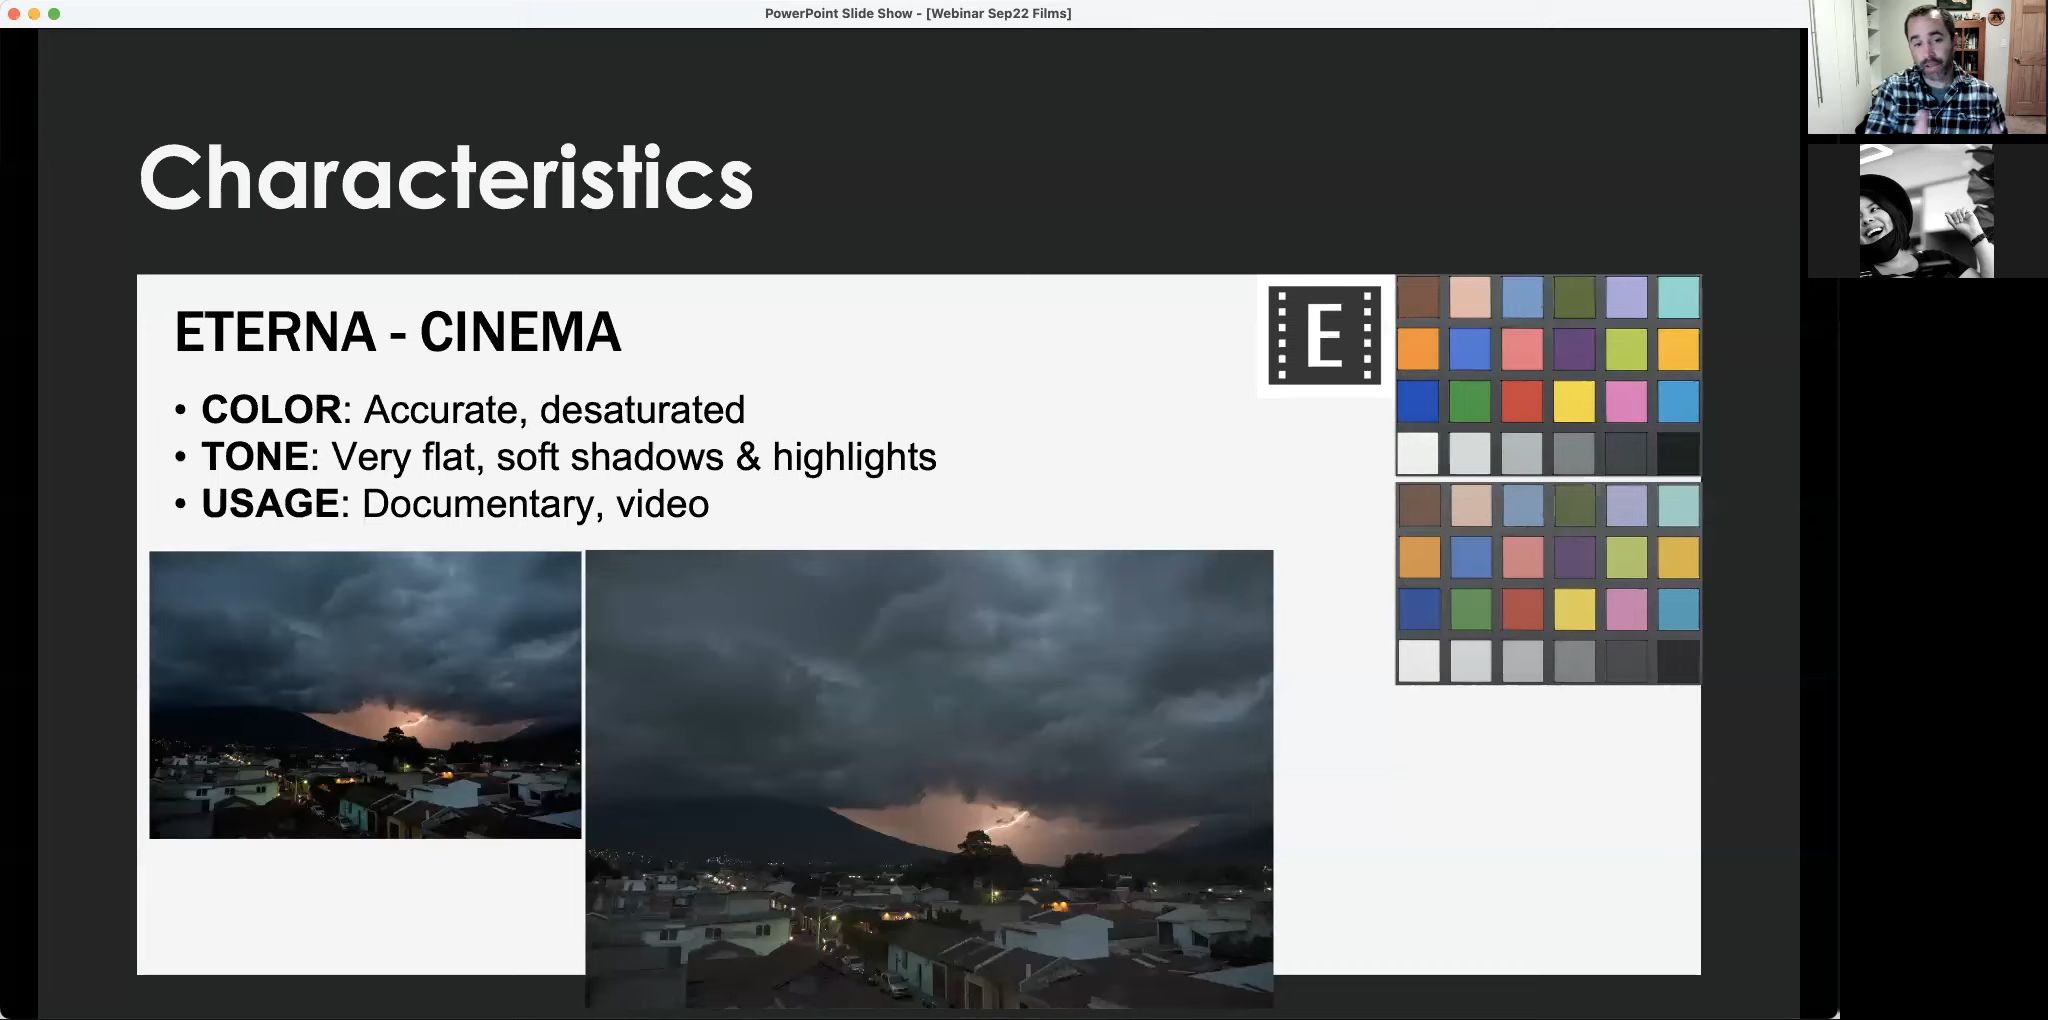 PowerPoint Slide Show - [Webinar Sep22 Films]
Characteristics
ETERNA - CINEMA
E
• COLOR: Accurate, desaturated
• TONE: Very flat, soft shadows & highlights
• USAGE: Documentary, video